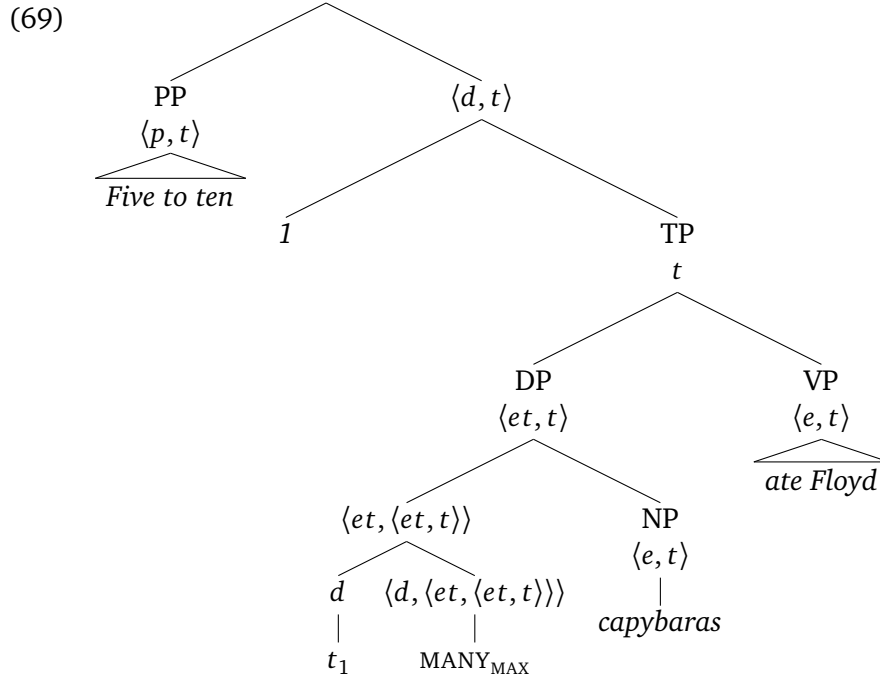 (69)
PP ⟨d, t⟩
⟨p, t⟩
Five to ten
1 TP
t
DP VP
⟨et, t⟩ ⟨e, t⟩
ate Floyd
⟨et, ⟨et, t⟩⟩ NP
⟨e, t⟩
d ⟨d, ⟨et, ⟨et, t⟩⟩⟩
capybaras
t₁ MANY_MAX